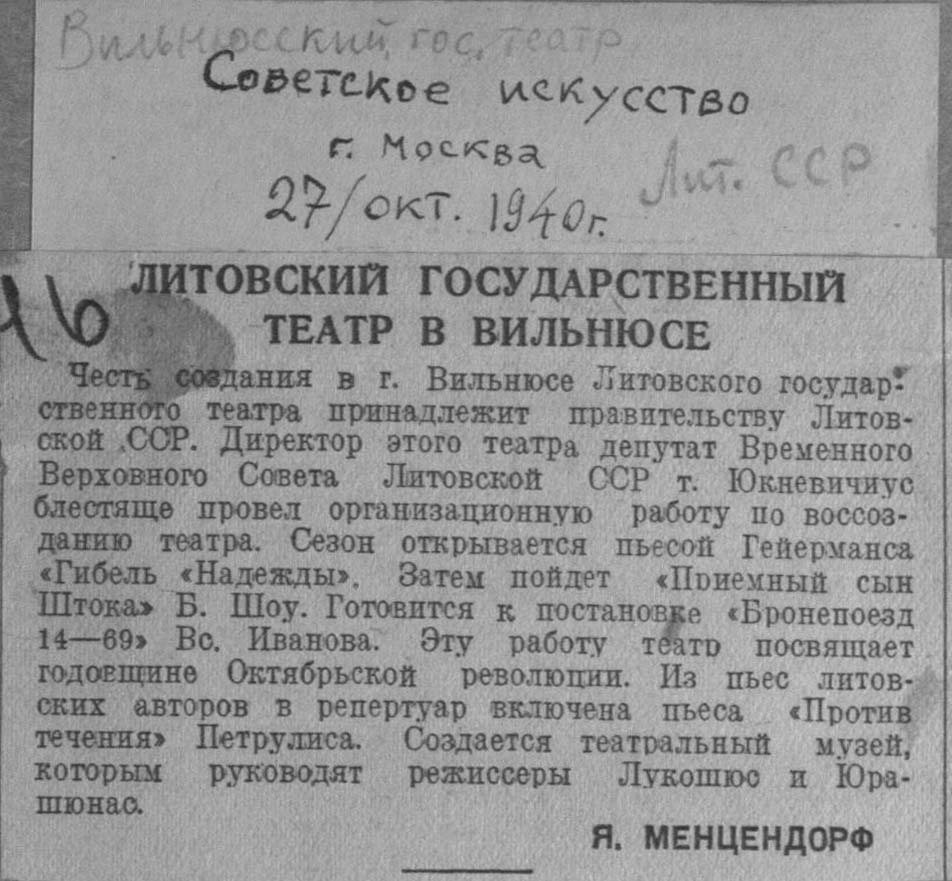 Вильнюсский гос. театр
Советское искусство
г. Москва
Лит. ССР
27/окт. 1940г.
16
ЛИТОВСКИЙ ГОСУДАРСТВЕННЫЙ
ТЕАТР В ВИЛЬНЮСЕ
Честь создания в г. Вильнюсе Литовского государ-
ственного театра принадлежит правительству Литов-
ской ССР. Директор этого театра депутат Временного
Верховного Совета Литовской ССР т. Юкневичиус
блестяще провел организационную работу по воссоз-
данию театра. Сезон открывается пьесой Гейерманса
«Гибель «Надежды». Затем пойдет «Приемный сын
Штока» Б. Шоу. Готовится к постановке «Бронепоезд
14—69» Вс. Иванова. Эту работу театр посвящает
годовщине Октябрьской революции. Из пьес литов-
ских авторов в репертуар включена пьеса «Против
течения» Петрулиса. Создается театральный музей,
которым руководят режиссеры Лукошюс и Юра-
шюнас.
Я. МЕНЦЕНДОРФ